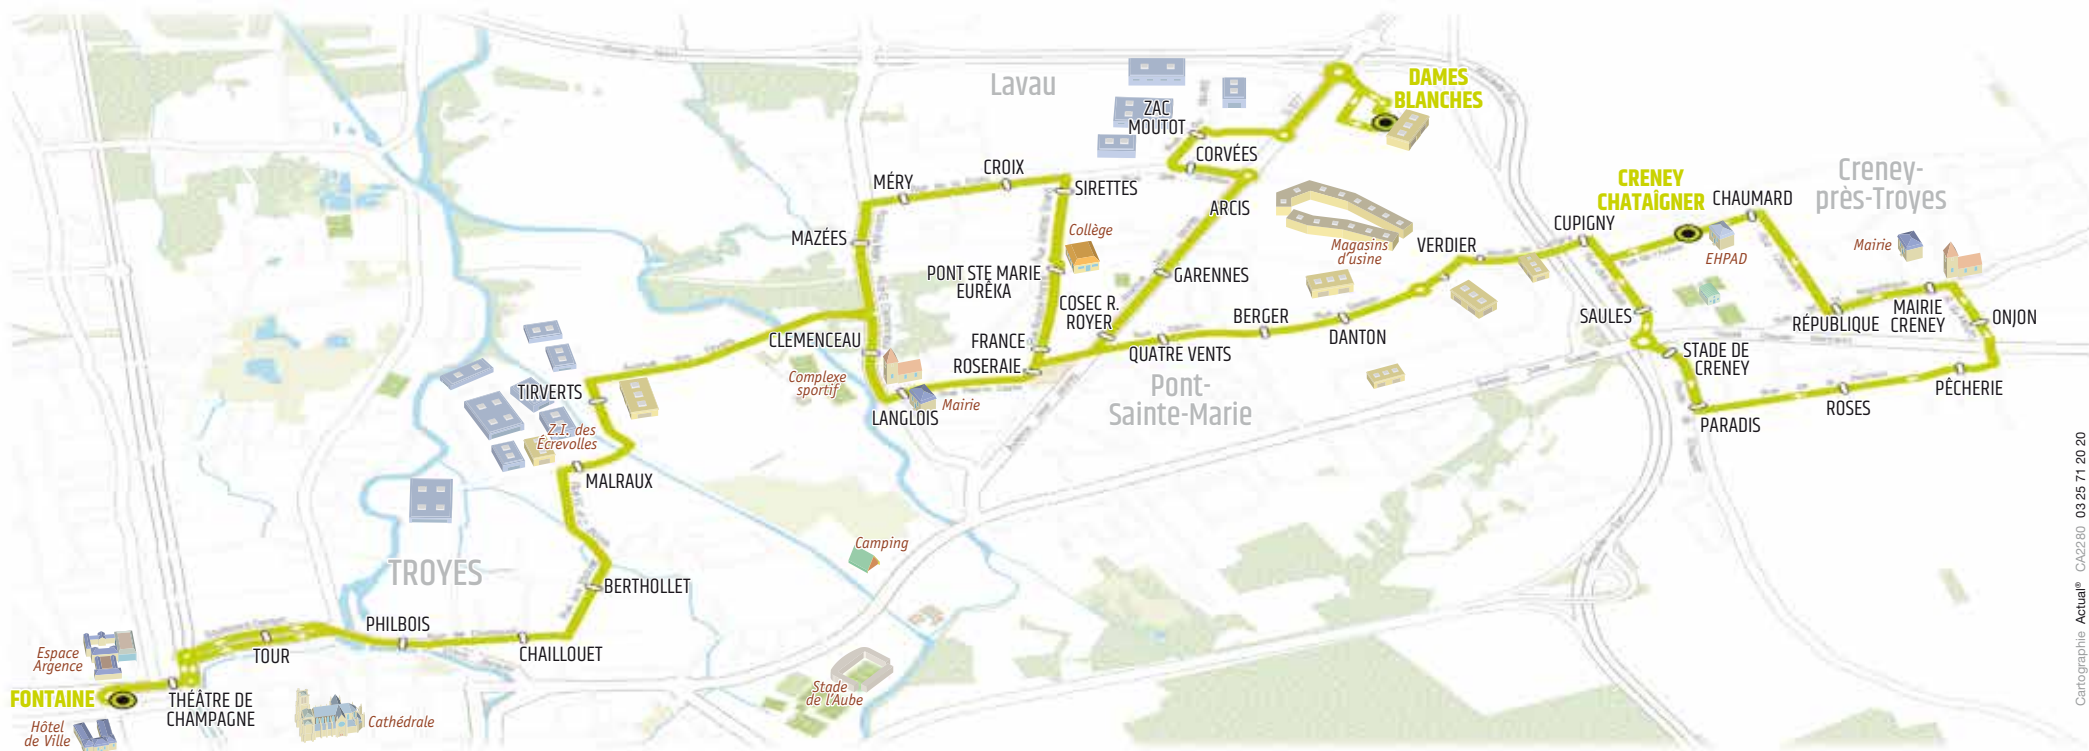 Lavau
DAMES
BLANCHES
ZAC
MOUTOT
CORVÉES
CROIX
MÉRY
SIRETTES
ARCIS
MAZÉES
Collège
PONT STE MARIE
EURÊKA
GARENNES
COSEC R.
ROYER
Magasins
d'usine
VERDIER
CUPIGNY
CRENEY
CHATAÎGNER
CHAUMARD
Creney-
près-Troyes
Mairie
EHPAD
BERGER
DANTON
QUATRE VENTS
FRANCE
ROSERAIE
CLEMENCEAU
Complexe
sportif
LANGLOIS
Mairie
Pont-
Sainte-Marie
SAULES
STADE DE
CRENEY
RÉPUBLIQUE
MAIRIE
CRENEY
ONJON
PÊCHERIE
ROSES
PARADIS
TIRVERTS
Z.I. des
Écrevolles
MALRAUX
Camping
TROYES
BERTHOLLET
PHILBOIS
CHAILLOUET
TOUR
Espace
Argence
FONTAINE
THÉÂTRE DE
CHAMPAGNE
Hôtel
de Ville
Cathédrale
Stade
de l'Aube
Cartographie Actual® CA2280 03 25 71 20 20